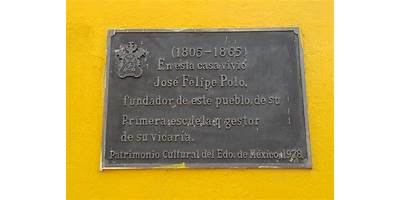 (1805-1865)
En esta casa vivió
José Felipe Polo,
fundador de este pueblo, de su
Primera escuela y gestor
de su vicaría.
Patrimonio Cultural del Edo. de México, 1978